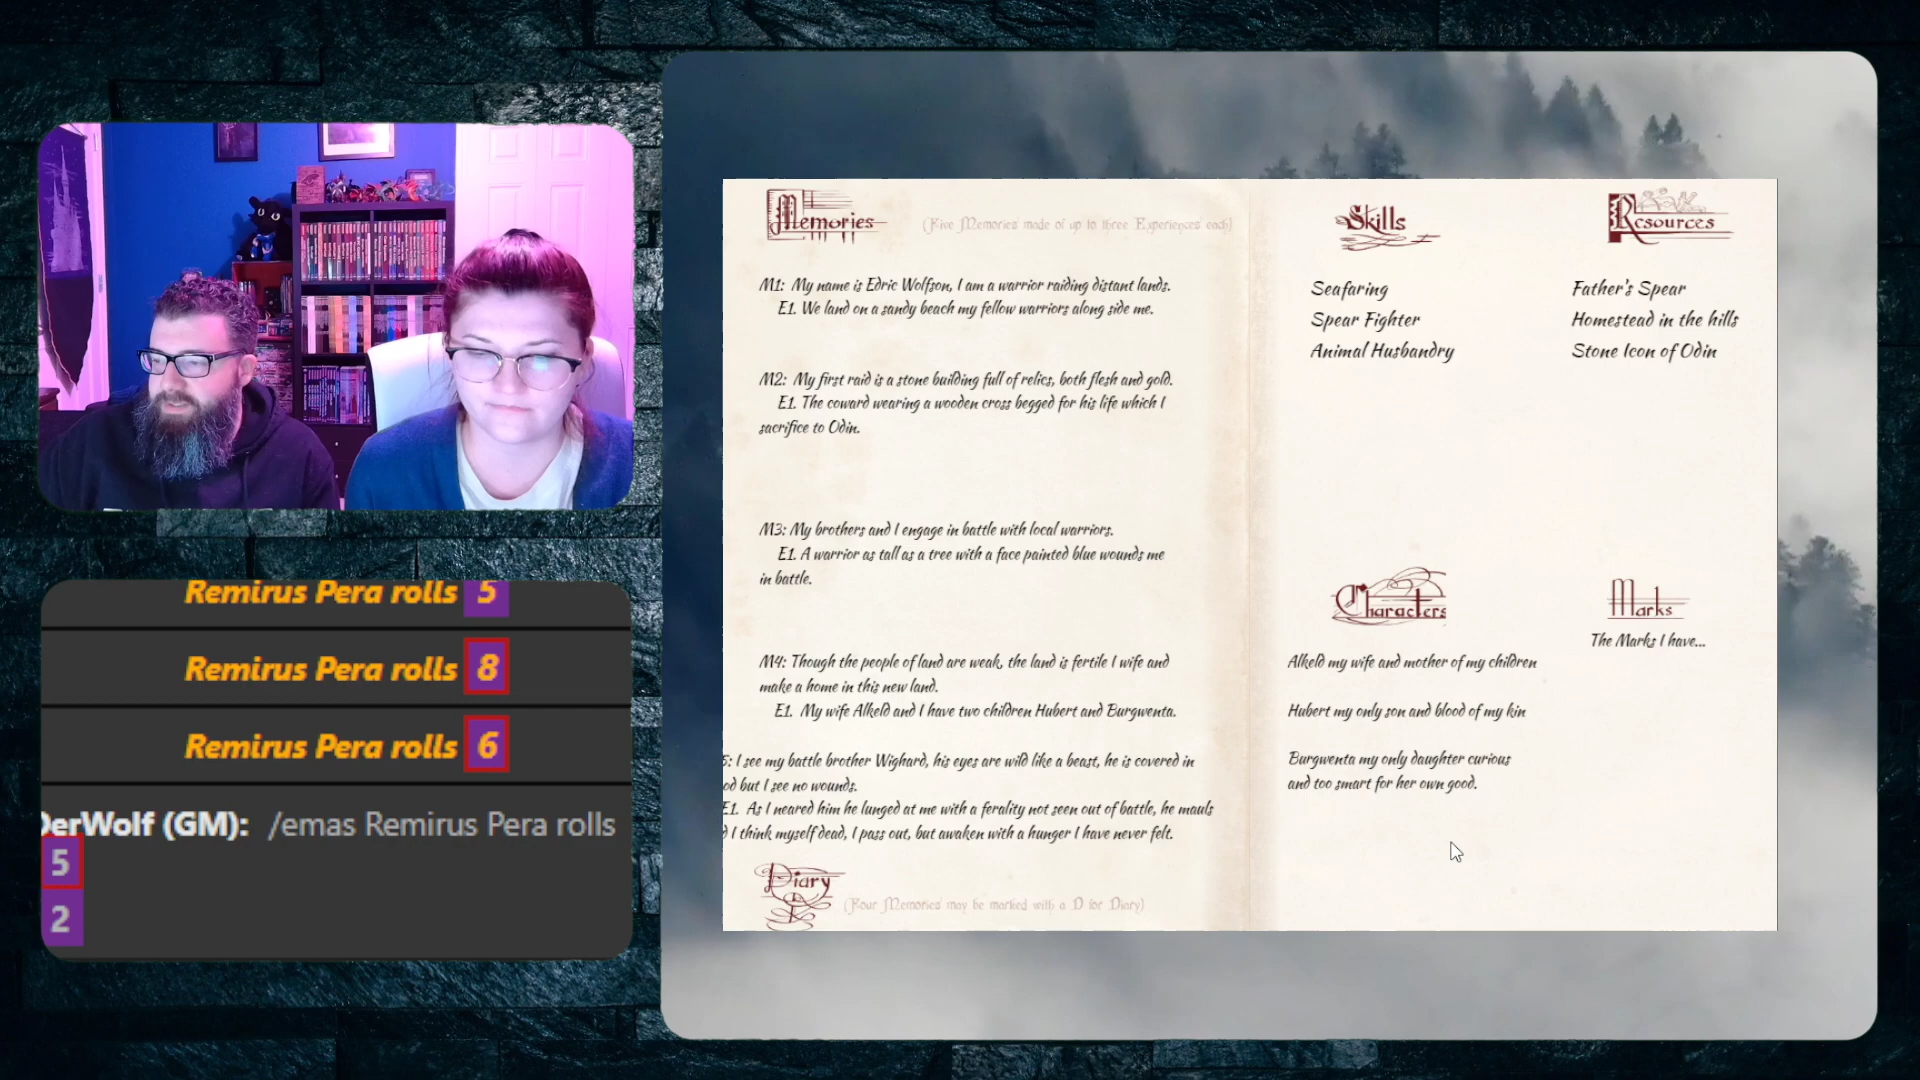 Remirus Pera rolls 5
Remirus Pera rolls 8
Remirus Pera rolls 6
DerWolf (GM): /emas Remirus Pera rolls
5
2
Memories
(Five Memories made of up to three Experiences each)
M1: My name is Edric Wolfson, I am a warrior raiding distant lands.
E1. We land on a sandy beach my fellow warriors along side me.
M2: My first raid is a stone building full of relics, both flesh and gold.
E1. The coward wearing a wooden cross begged for his life which I
sacrifice to Odin.
M3: My brothers and I engage in battle with local warriors.
E1. A warrior as tall as a tree with a face painted blue wounds me
in battle.
M4: Though the people of land are weak, the land is fertile I wife and
make a home in this new land.
E1. My wife Alkeld and I have two children Hubert and Burgwenta.
5: I see my battle brother Wighard, his eyes are wild like a beast, he is covered in
od but I see no wounds.
E1. As I neared him he lunged at me with a ferality not seen out of battle, he mauls
I think myself dead, I pass out, but awaken with a hunger I have never felt.
Diary
(Four Memories may be marked with a D for Diary)
Skills
Seafaring
Spear Fighter
Animal Husbandry
Resources
Father's Spear
Homestead in the hills
Stone Icon of Odin
Characters
Alkeld my wife and mother of my children
Hubert my only son and blood of my kin
Burgwenta my only daughter curious
and too smart for her own good.
Marks
The Marks I have...